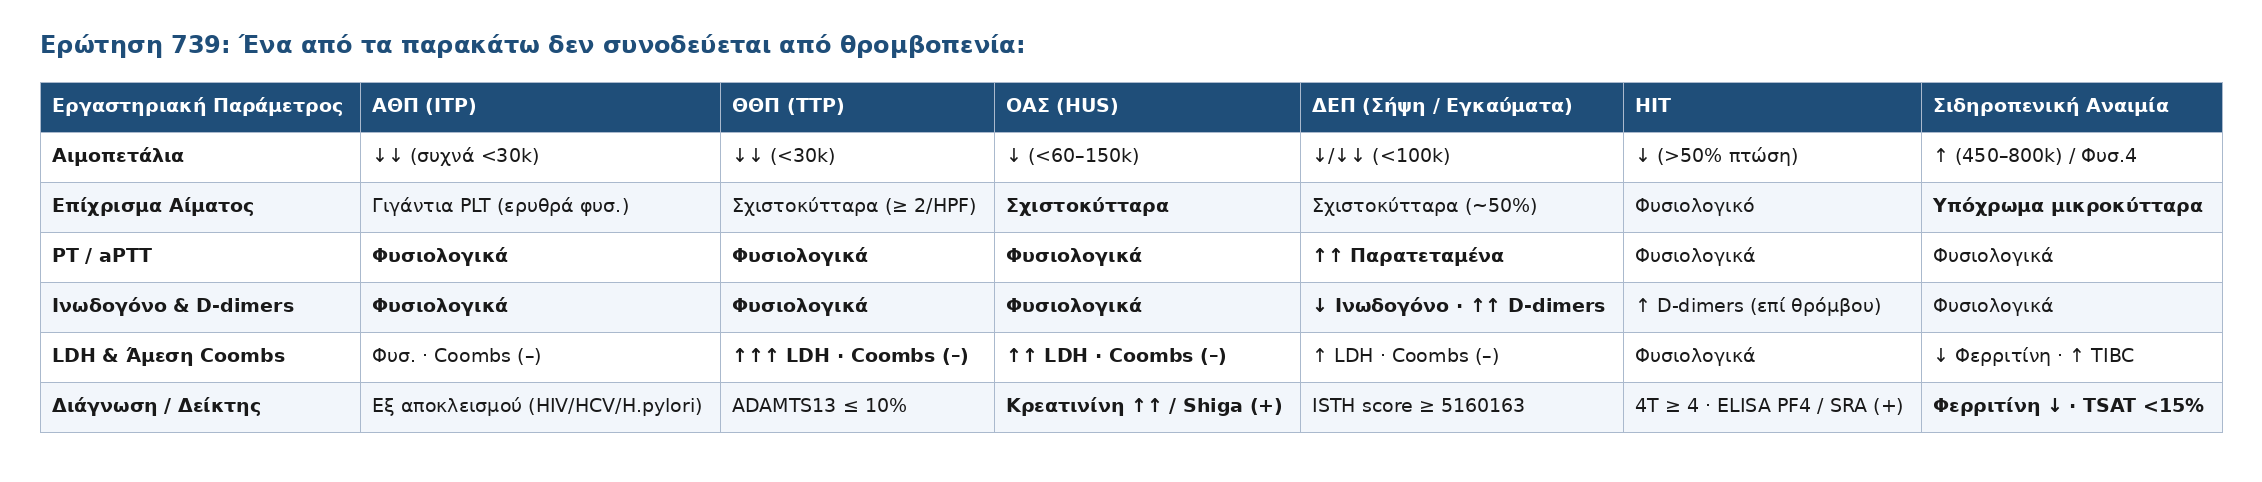 Ερώτηση 739: Ένα από τα παρακάτω δεν συνοδεύεται από θρομβοπενία:
Εργαστηριακή Παράμετρος ΑΘΠ (ITP) ΘΘΠ (TTP) ΟΑΣ (HUS) ΔΕΠ (Σήψη / Εγκαύματα) HIT Σιδηροπενική Αναιμία
Αιμοπετάλια ↓↓ (συχνά <30k) ↓↓ (<30k) ↓ (<60–150k) ↓/↓↓ (<100k) ↓ (>50% πτώση) ↑ (450–800k) / Φυσ.4
Επίχρισμα Αίματος Γιγάντια PLT (ερυθρά φυσ.) Σχιστοκύτταρα (≥ 2/HPF) Σχιστοκύτταρα Σχιστοκύτταρα (~50%) Φυσιολογικό Υπόχρωμα μικροκύτταρα
PT / aPTT Φυσιολογικά Φυσιολογικά Φυσιολογικά ↑↑ Παρατεταμένα Φυσιολογικά Φυσιολογικά
Ινωδογόνο & D-dimers Φυσιολογικά Φυσιολογικά Φυσιολογικά ↓ Ινωδογόνο · ↑↑ D-dimers ↑ D-dimers (επί θρόμβου) Φυσιολογικά
LDH & Άμεση Coombs Φυσ. · Coombs (–) ↑↑↑ LDH · Coombs (–) ↑↑ LDH · Coombs (–) ↑ LDH · Coombs (–) Φυσιολογικά ↓ Φερριτίνη · ↑ TIBC
Διάγνωση / Δείκτης Εξ αποκλεισμού (HIV/HCV/H.pylori) ADAMTS13 ≤ 10% Κρεατινίνη ↑↑ / Shiga (+) ISTH score ≥ 5160163 4T ≥ 4 · ELISA PF4 / SRA (+) Φερριτίνη ↓ · TSAT <15%